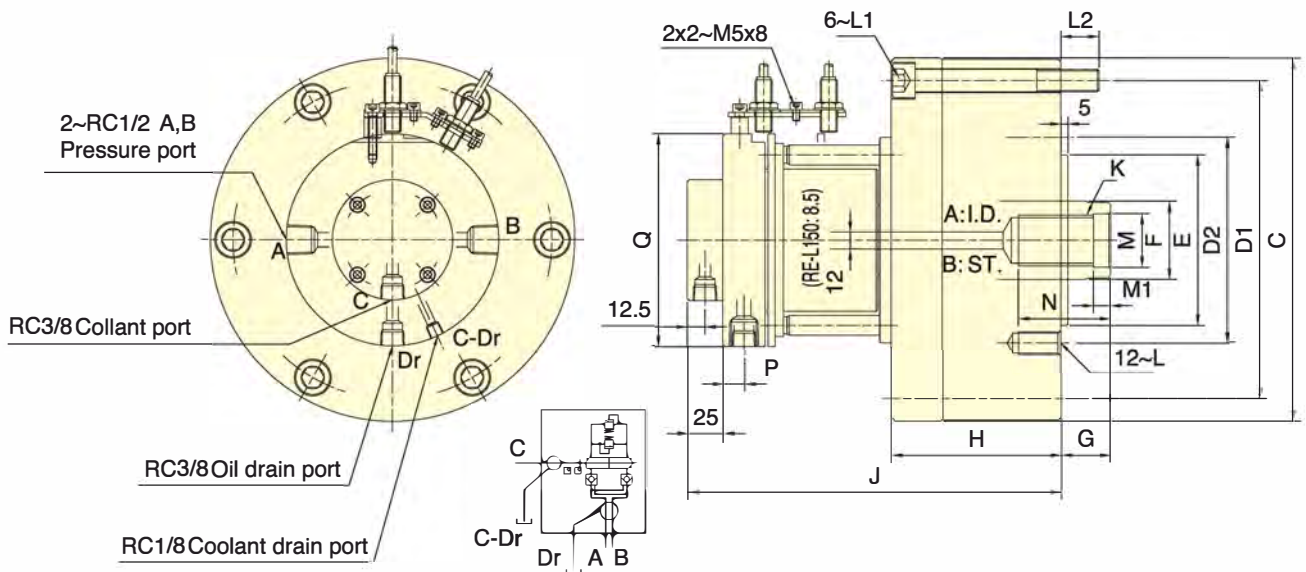 2~RC1/2 A,B
Pressure port
A
B
C
RC3/8 Collant port
C-Dr
Dr
RC3/8 Oil drain port
RC1/8 Coolant drain port
C
C-Dr
Dr
A
B
2x2~M5x8
6~L1
L2
5
K
A:I.D.
B: ST.
(RE-L150: 8.5)
12
Q
M
F
E
D2
D1
C
N
M1
12.5
P
12~L
25
H
G
J